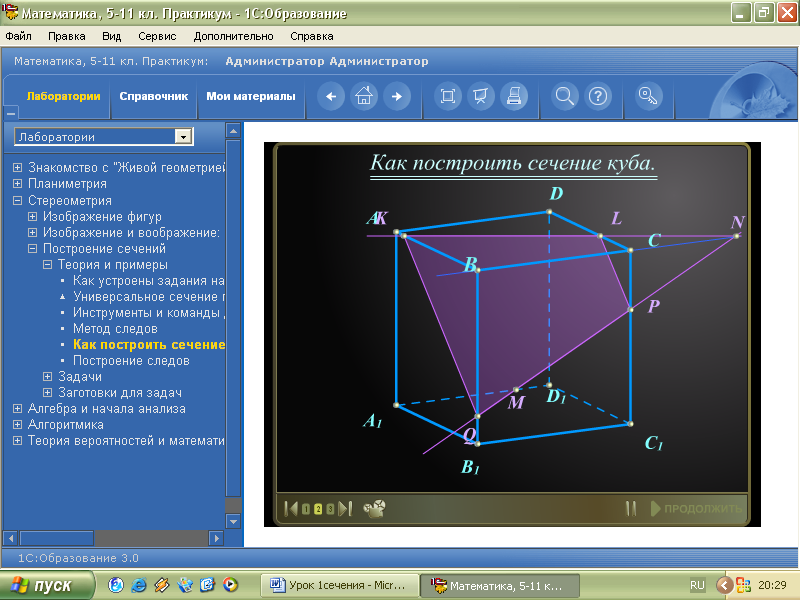 Математика, 5-11 кл. Практикум - 1С:Образование
Файл Правка Вид Сервис Дополнительно Справка
Математика, 5-11 кл. Практикум: Администратор Администратор
Лаборатории Справочник Мои материалы
Лаборатории
Знакомство с "Живой геометрией
Планиметрия
Стереометрия
Изображение фигур
Изображение и воображение:
Построение сечений
Теория и примеры
Как устроены задания на
Универсальное сечение
Инструменты и команды
Метод следов
Как построить сечение
Построение следов
Задачи
Заготовки для задач
Алгебра и начала анализа
Алгоритмика
Теория вероятностей и математи
Как построить сечение куба.
D
A K L N
C
B
P
D1
M
A1
Q
C1
B1
1 2 3 ПРОДОЛЖИТЬ
1С:Образование 3.0
пуск Урок 1сечения - Micr... Математика, 5-11 к... RU 20:29